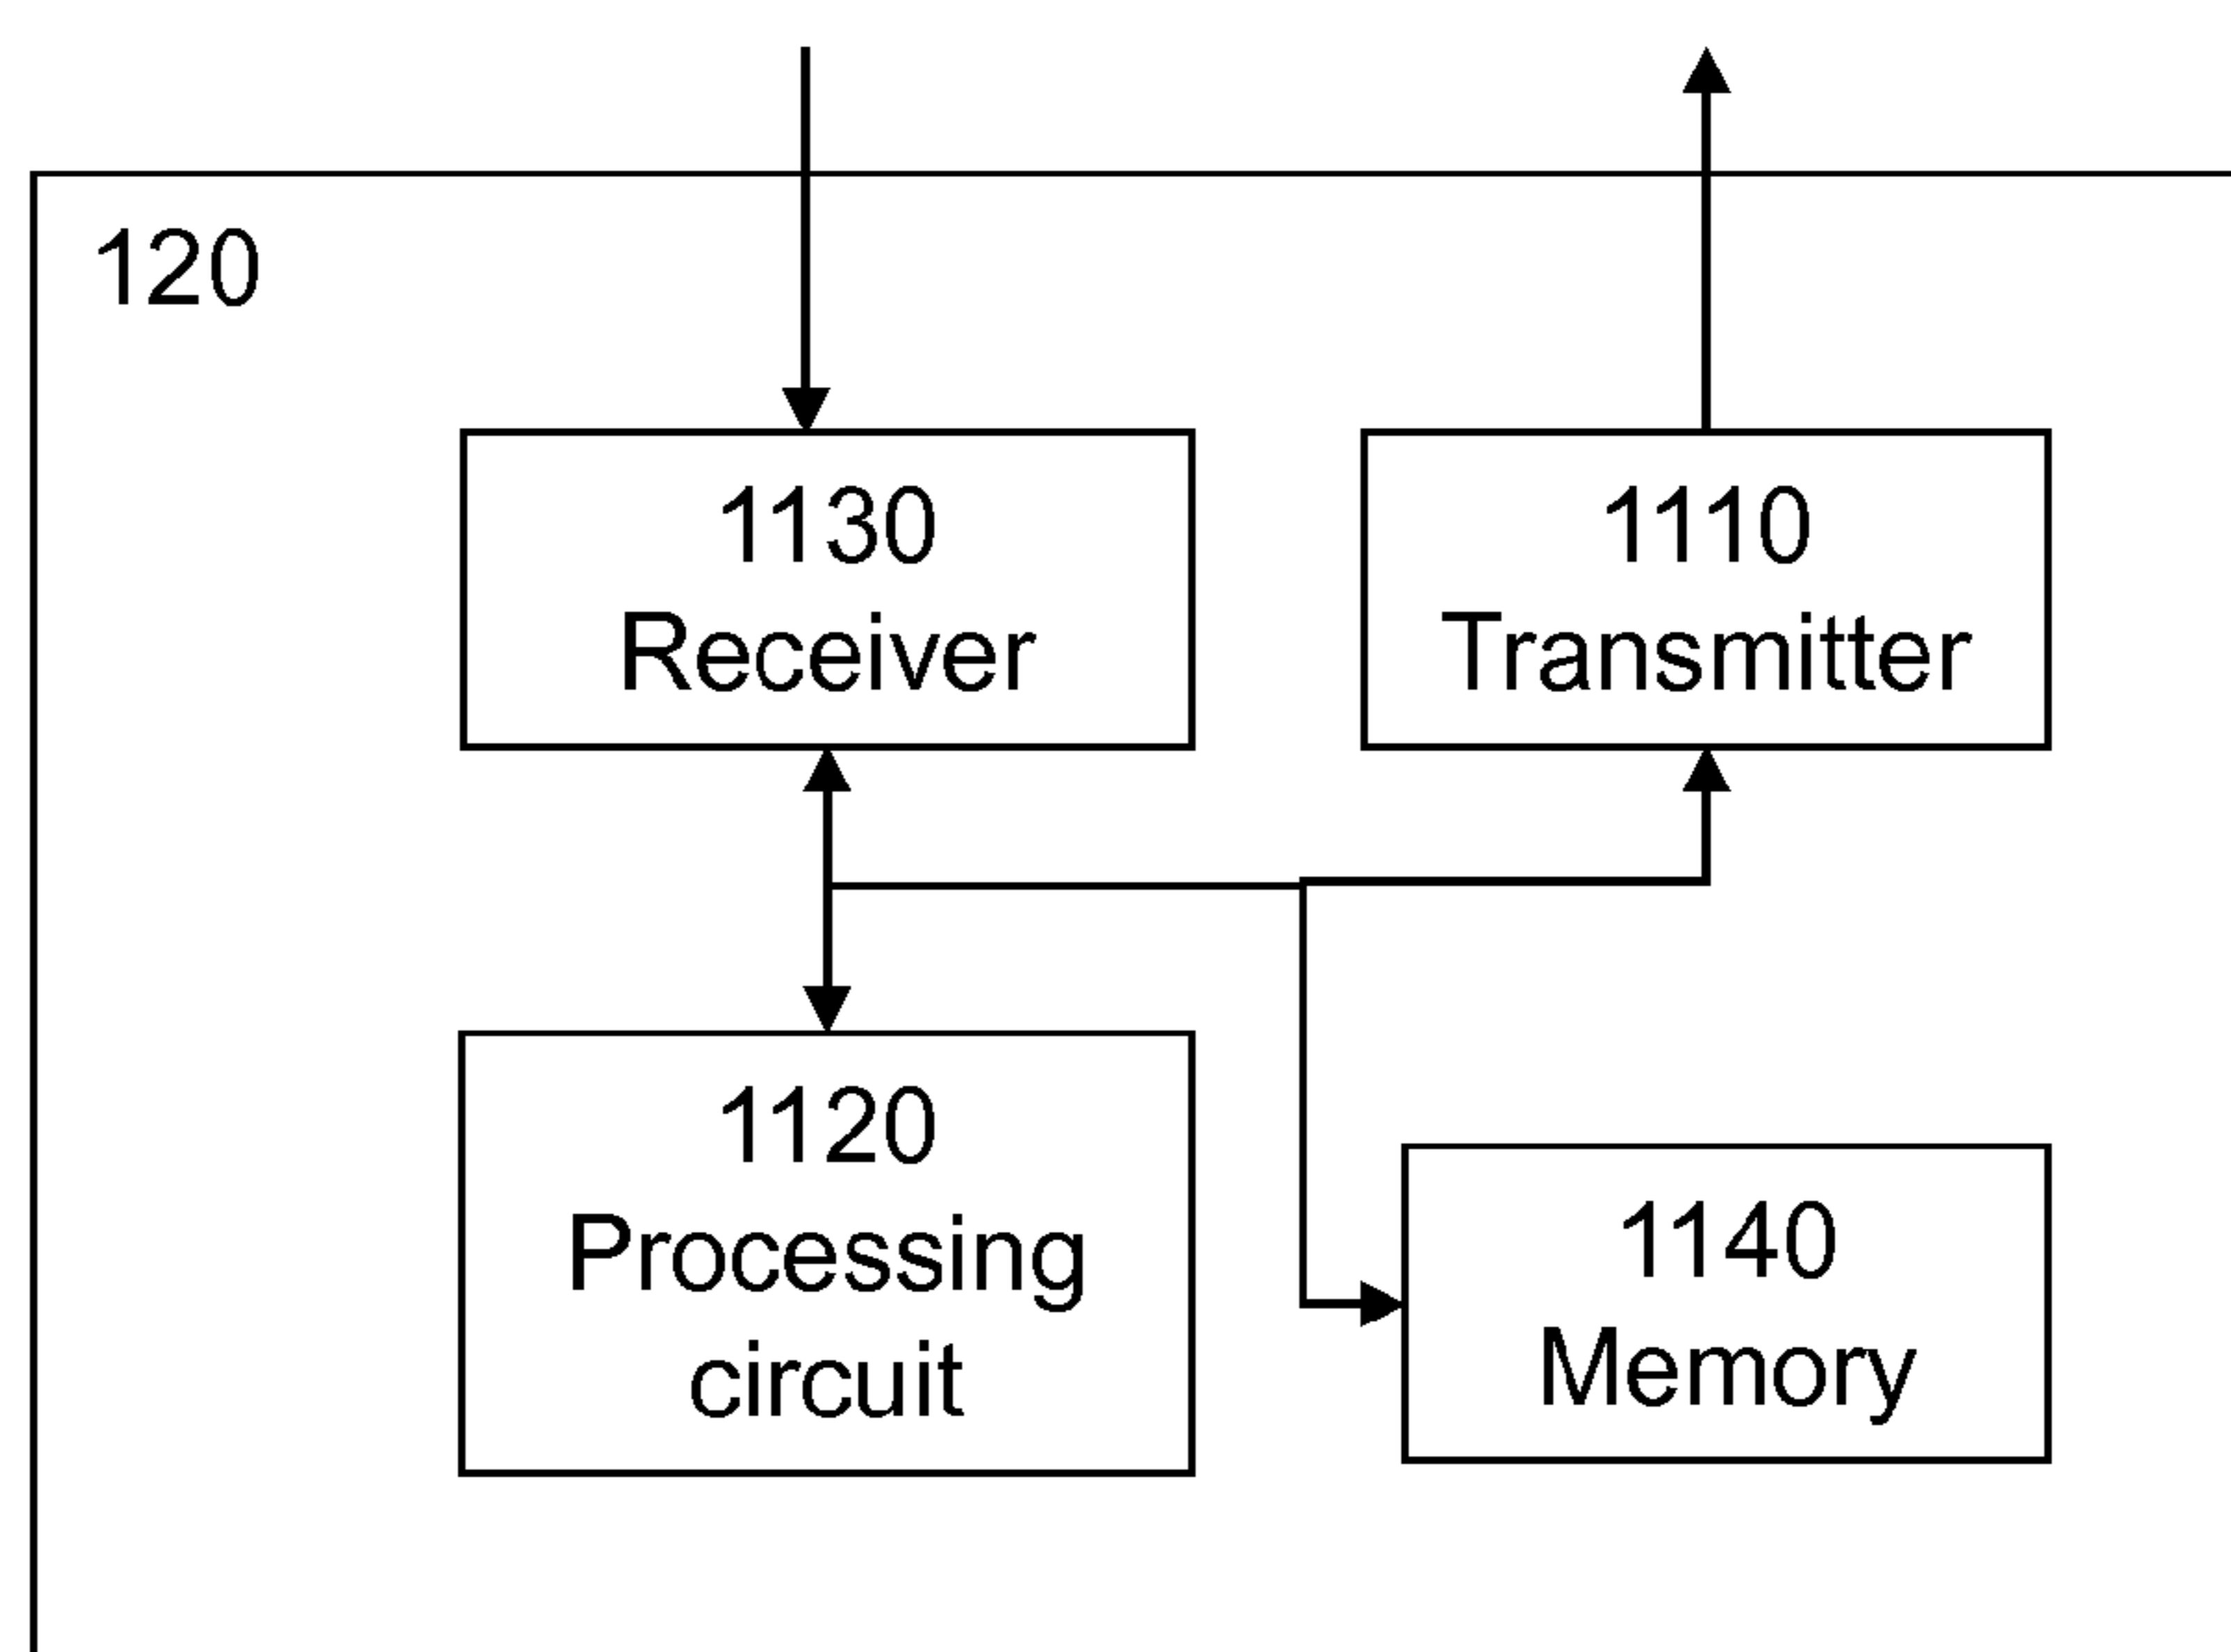 120
1130
Receiver
1110
Transmitter
1120
Processing
circuit
1140
Memory